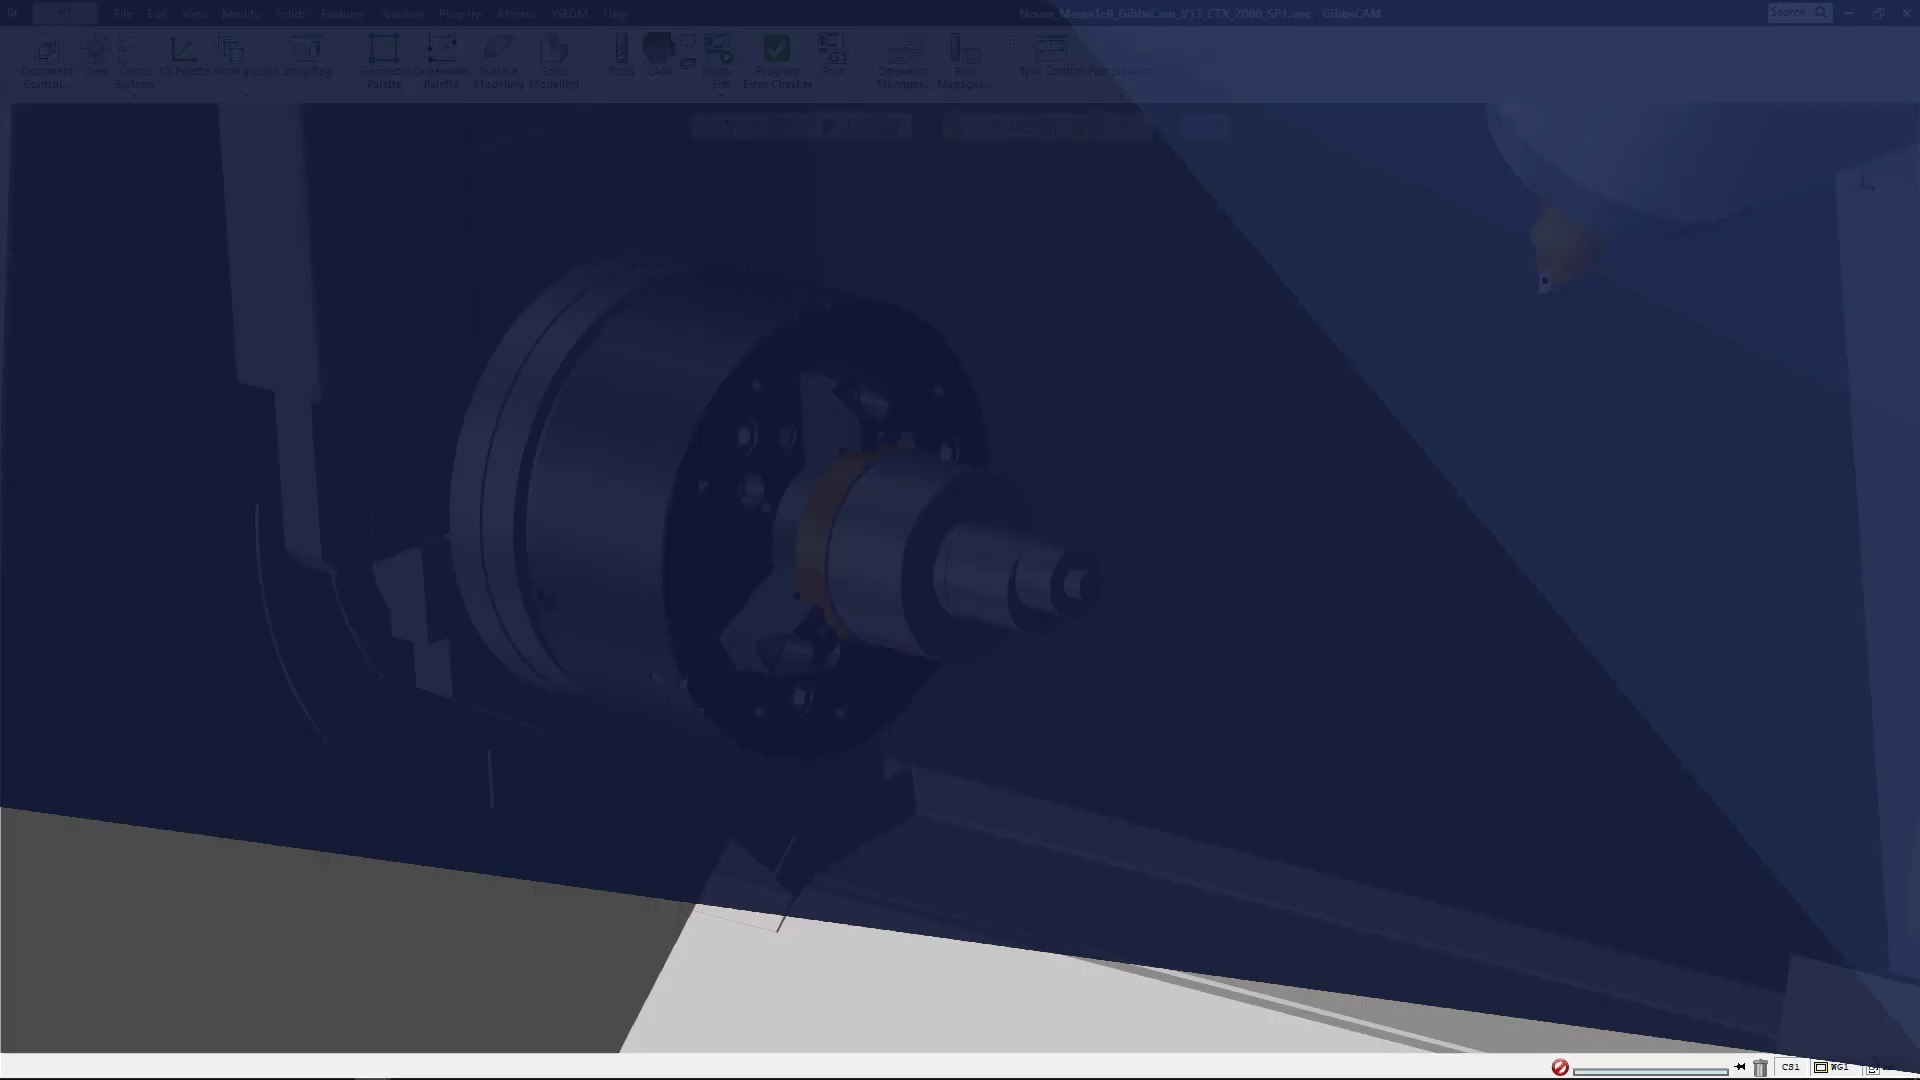 File Edit View Modify Solids Features Window Plug-Ins Macros WEDM Help
GibbsCAM
Search
Document Control...
View
Coord Systems
CS Palette
Workgroups
Body Bag
Geometry Palette
Dimension Palette
Surface Modeling
Solid Modeling
Tools
CAM
Mach. Sim
Program Error Checker
Post
Operation Manager...
Tool Manager...
Sync Control
Part Stations
CS1
WG1